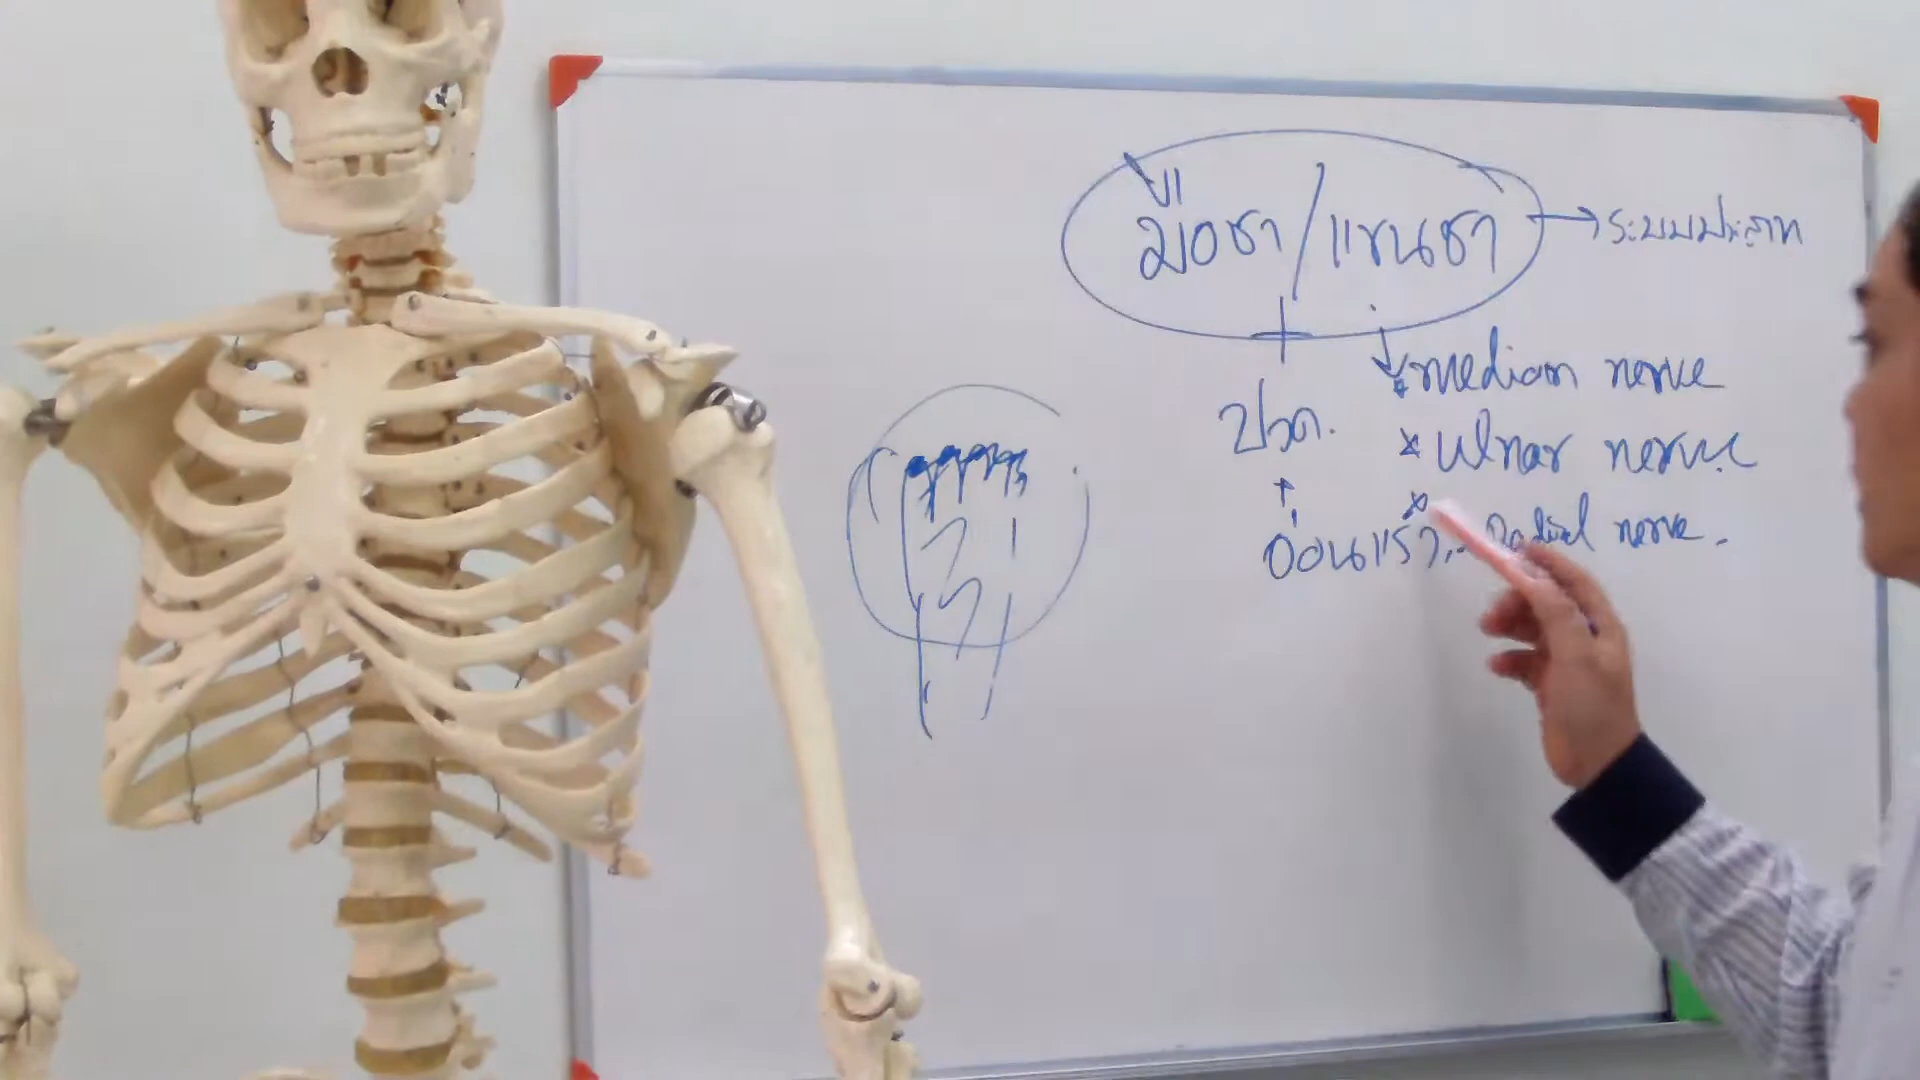 มือชา / แขนชา → ระบบประสาท
* median nerve
ปวด.
* ulnar nerve
+
* Radial nerve.
อ่อนแรง